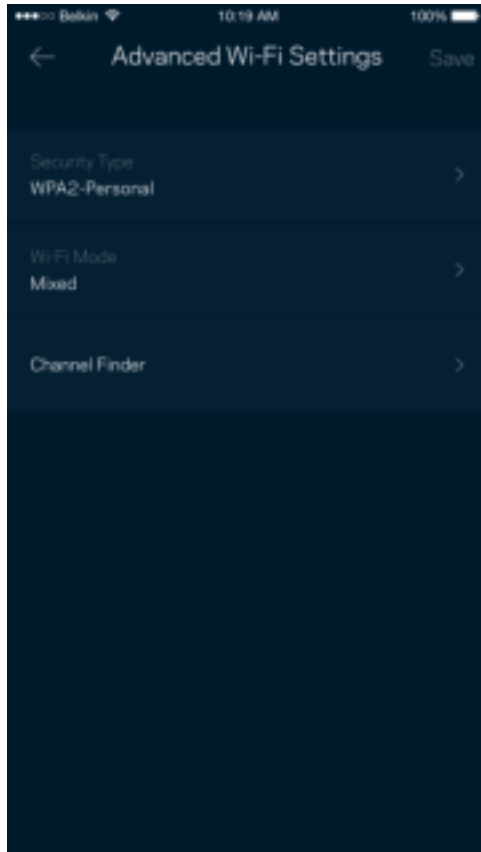 Belkin 10:19 AM 100%
Advanced Wi-Fi Settings Save
Security Type
WPA2-Personal
Wi-Fi Mode
Mixed
Channel Finder